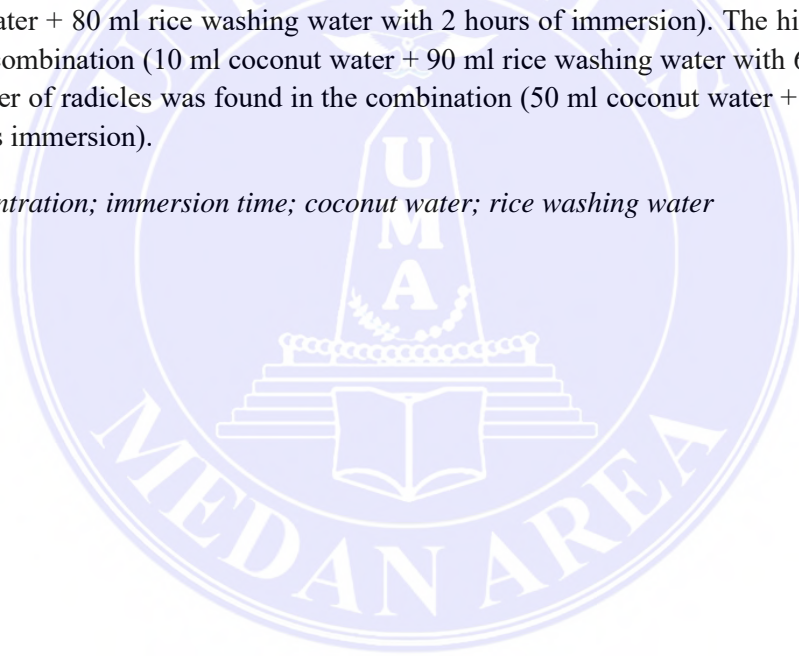 ater + 80 ml rice washing water with 2 hours of immersion). The hi
ombination (10 ml coconut water + 90 ml rice washing water with 6
er of radicles was found in the combination (50 ml coconut water +
s immersion).
ntration; immersion time; coconut water; rice washing water
U
M
A
MEDAN AREA